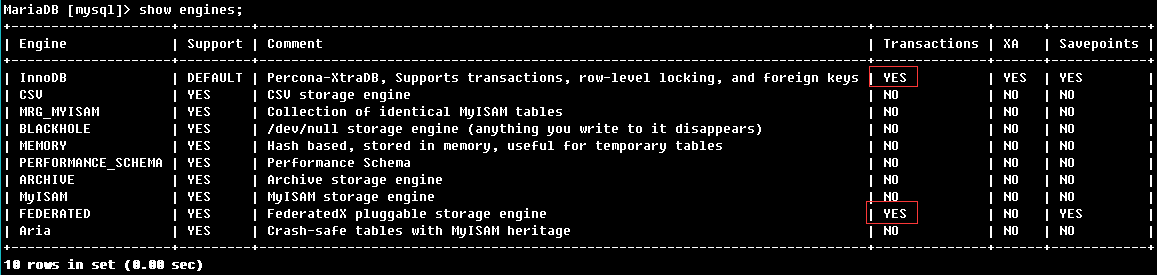 MariaDB [mysql]> show engines;
+--------------------+---------+----------------------------------------------------------------------------+--------------+------+------------+
| Engine | Support | Comment | Transactions | XA | Savepoints |
+--------------------+---------+----------------------------------------------------------------------------+--------------+------+------------+
| InnoDB | DEFAULT | Percona-XtraDB, Supports transactions, row-level locking, and foreign keys | YES | YES | YES |
| CSV | YES | CSV storage engine | NO | NO | NO |
| MRG_MYISAM | YES | Collection of identical MyISAM tables | NO | NO | NO |
| BLACKHOLE | YES | /dev/null storage engine (anything you write to it disappears) | NO | NO | NO |
| MEMORY | YES | Hash based, stored in memory, useful for temporary tables | NO | NO | NO |
| PERFORMANCE_SCHEMA | YES | Performance Schema | NO | NO | NO |
| ARCHIVE | YES | Archive storage engine | NO | NO | NO |
| MyISAM | YES | MyISAM storage engine | NO | NO | NO |
| FEDERATED | YES | FederatedX pluggable storage engine | YES | NO | YES |
| Aria | YES | Crash-safe tables with MyISAM heritage | NO | NO | NO |
+--------------------+---------+----------------------------------------------------------------------------+--------------+------+------------+
10 rows in set (0.00 sec)